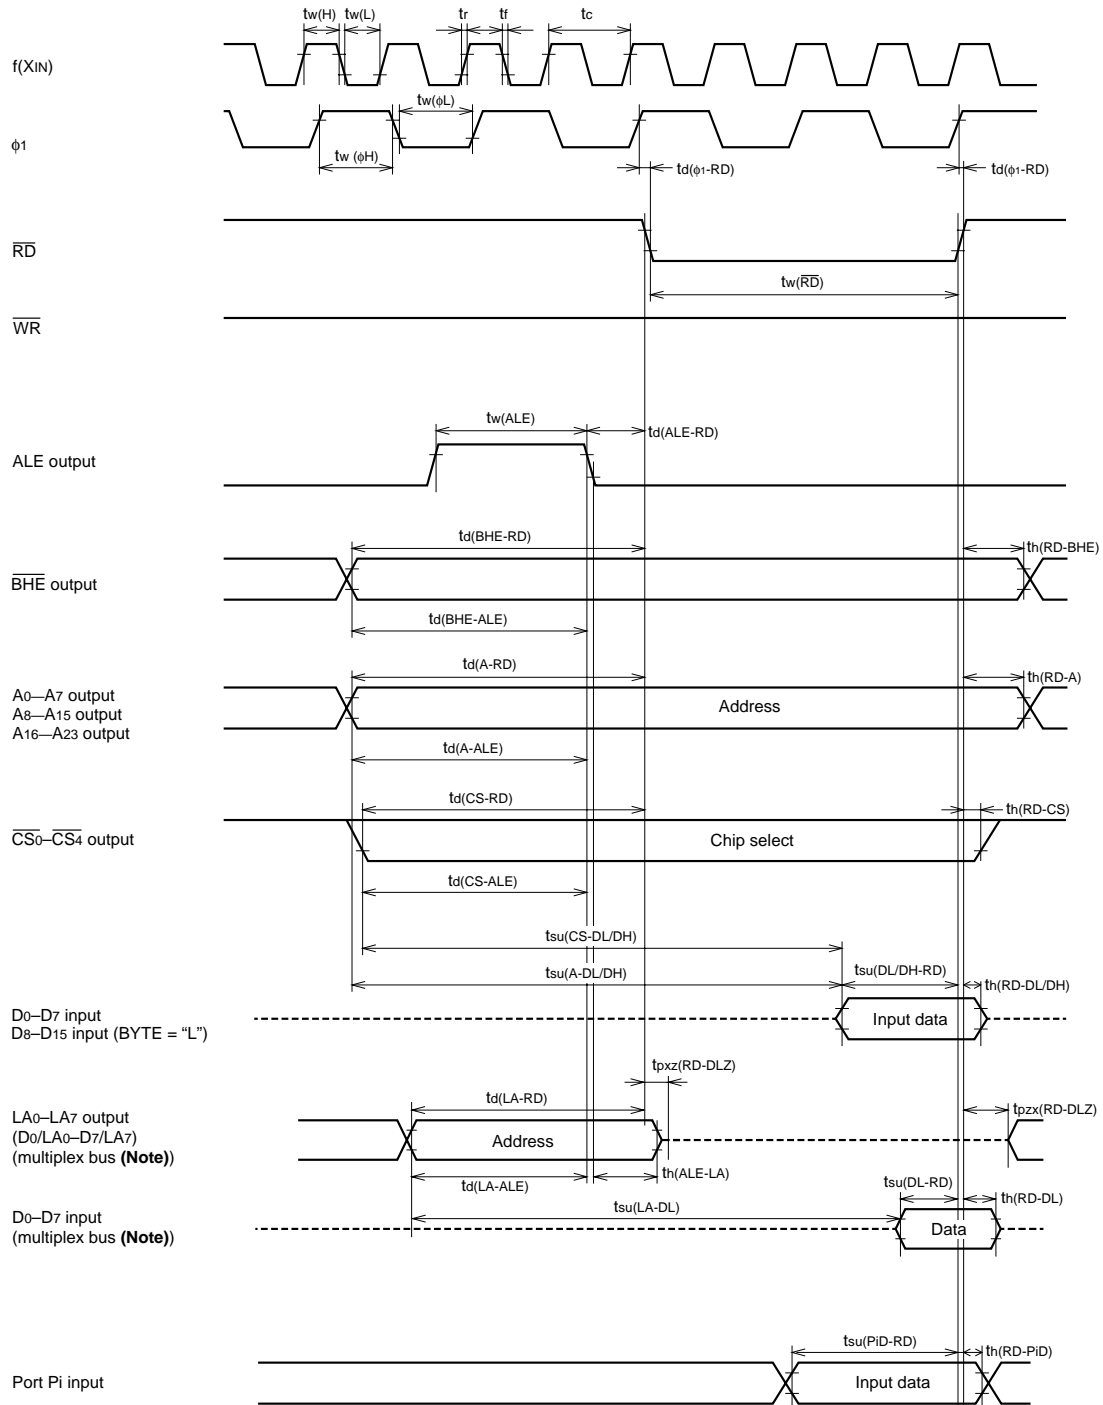 tw(H) tw(L) tr tf tc
f(XIN)
tw(ϕL)
ϕ1
tw (ϕH)
td(ϕ1-RD) td(ϕ1-RD)
RD
tw(RD)
WR
tw(ALE)
td(ALE-RD)
ALE output
td(BHE-RD)
th(RD-BHE)
BHE output
td(BHE-ALE)
td(A-RD)
th(RD-A)
A0—A7 output
A8—A15 output
A16—A23 output
Address
td(A-ALE)
td(CS-RD)
th(RD-CS)
CS0–CS4 output
Chip select
td(CS-ALE)
tsu(CS-DL/DH)
tsu(A-DL/DH)
tsu(DL/DH-RD)
th(RD-DL/DH)
D0–D7 input
D8–D15 input (BYTE = “L”)
Input data
tpxz(RD-DLZ)
td(LA-RD)
tpzx(RD-DLZ)
LA0–LA7 output
(D0/LA0–D7/LA7)
(multiplex bus (Note))
Address
td(LA-ALE)
th(ALE-LA)
tsu(LA-DL)
tsu(DL-RD)
th(RD-DL)
D0–D7 input
(multiplex bus (Note))
Data
tsu(PiD-RD)
th(RD-PiD)
Port Pi input
Input data